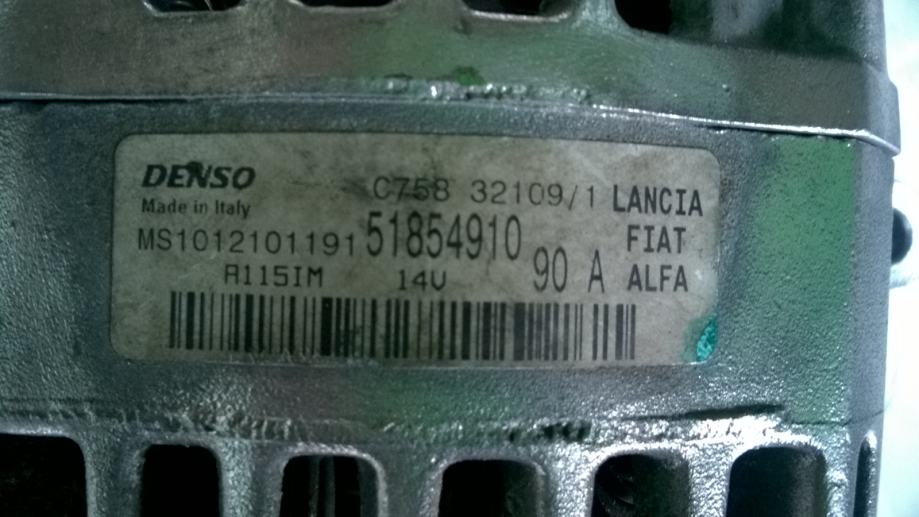 DENSO C758 32109/1 LANCIA
Made in Italy
MS1012101191 51854910 FIAT
A115IM 14V 90 A ALFA